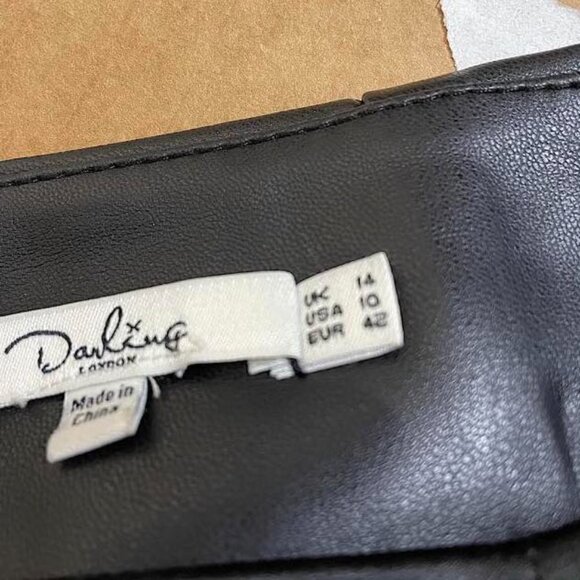 Darling
LONDON
Made in
China
UK 14
USA 10
EUR 42